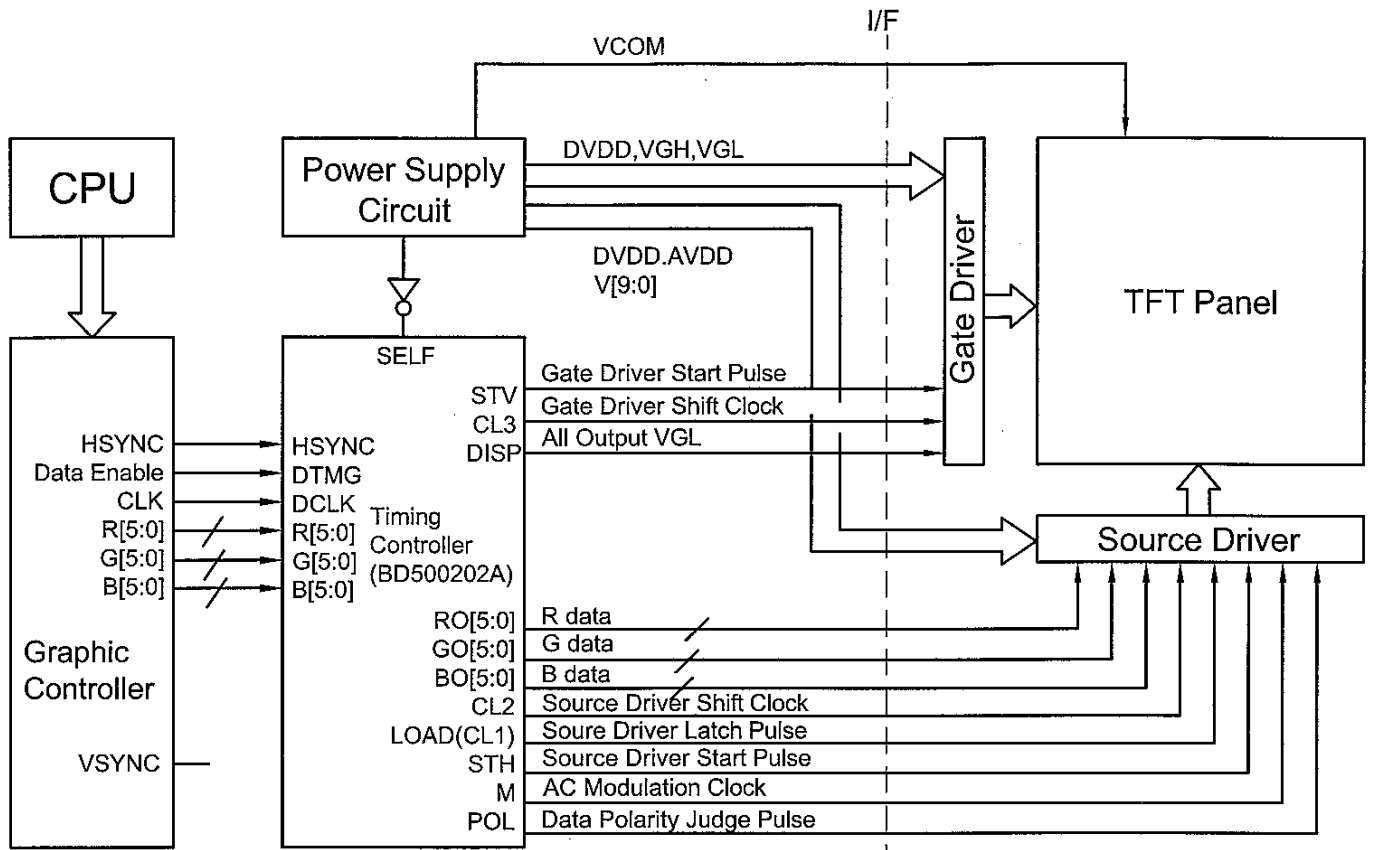 I/F
VCOM
CPU
Power Supply
Circuit
DVDD,VGH,VGL
DVDD.AVDD
V[9:0]
Gate Driver
TFT Panel
SELF
STV
Gate Driver Start Pulse
CL3
Gate Driver Shift Clock
DISP
All Output VGL
HSYNC
Data Enable
CLK
R[5:0]
G[5:0]
B[5:0]
Graphic
Controller
VSYNC
HSYNC
DTMG
DCLK
R[5:0]
G[5:0]
B[5:0]
Timing
Controller
(BD500202A)
Source Driver
RO[5:0]
R data
GO[5:0]
G data
BO[5:0]
B data
CL2
Source Driver Shift Clock
LOAD(CL1)
Soure Driver Latch Pulse
STH
Source Driver Start Pulse
M
AC Modulation Clock
POL
Data Polarity Judge Pulse